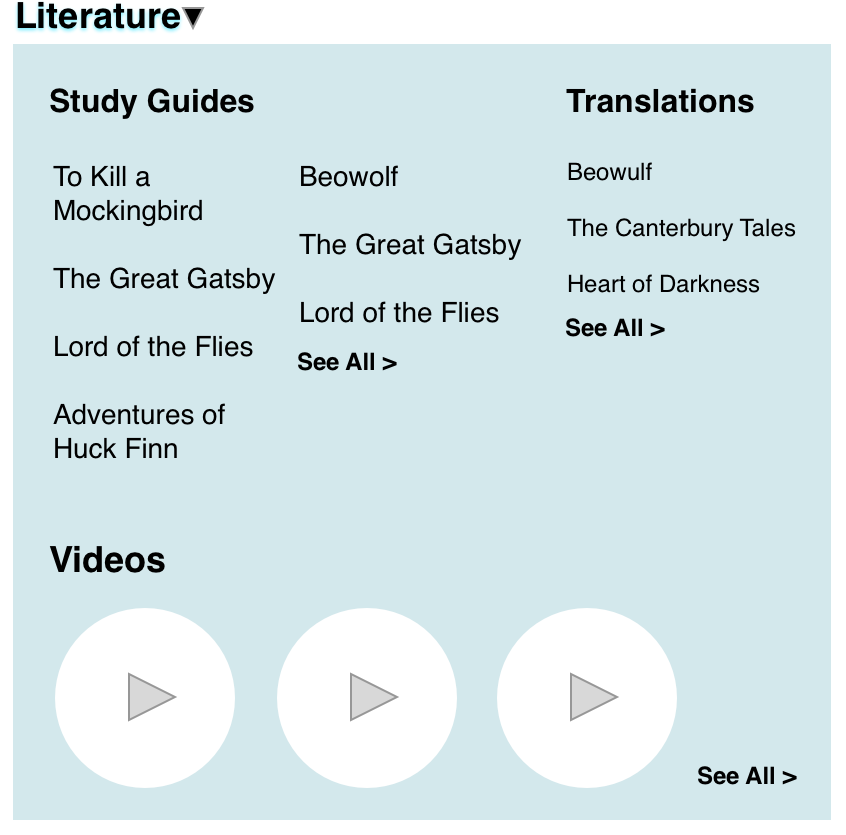 Literature▼
Study Guides
To Kill a
Mockingbird
The Great Gatsby
Lord of the Flies
Adventures of
Huck Finn
Beowolf
The Great Gatsby
Lord of the Flies
See All >
Translations
Beowulf
The Canterbury Tales
Heart of Darkness
See All >
Videos
See All >